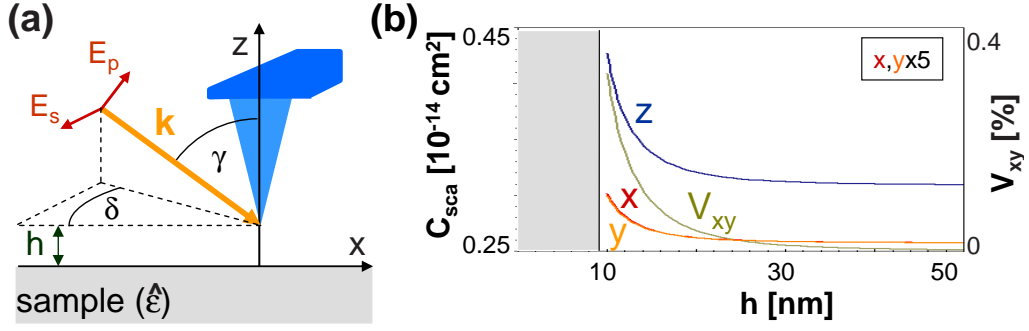 (a)
z
E_p
E_s
k
γ
δ
h
x
sample (ε̂)
(b)
0.45
0.4
x,yx5
C_sca [10^-14 cm^2]
V_xy [%]
z
x
V_xy
y
0.25
0
10
30
50
h [nm]